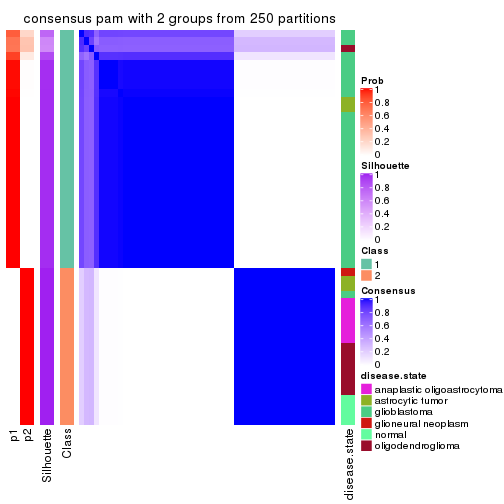 consensus pam with 2 groups from 250 partitions
Prob
1
0.8
0.6
0.4
0.2
0
Silhouette
1
0.8
0.6
0.4
0.2
0
Class
1
2
Consensus
1
0.8
0.6
0.4
0.2
0
disease.state
anaplastic oligoastrocytoma
astrocytic tumor
glioblastoma
glioneural neoplasm
normal
oligodendroglioma
p1
p2
Silhouette
Class
disease.state